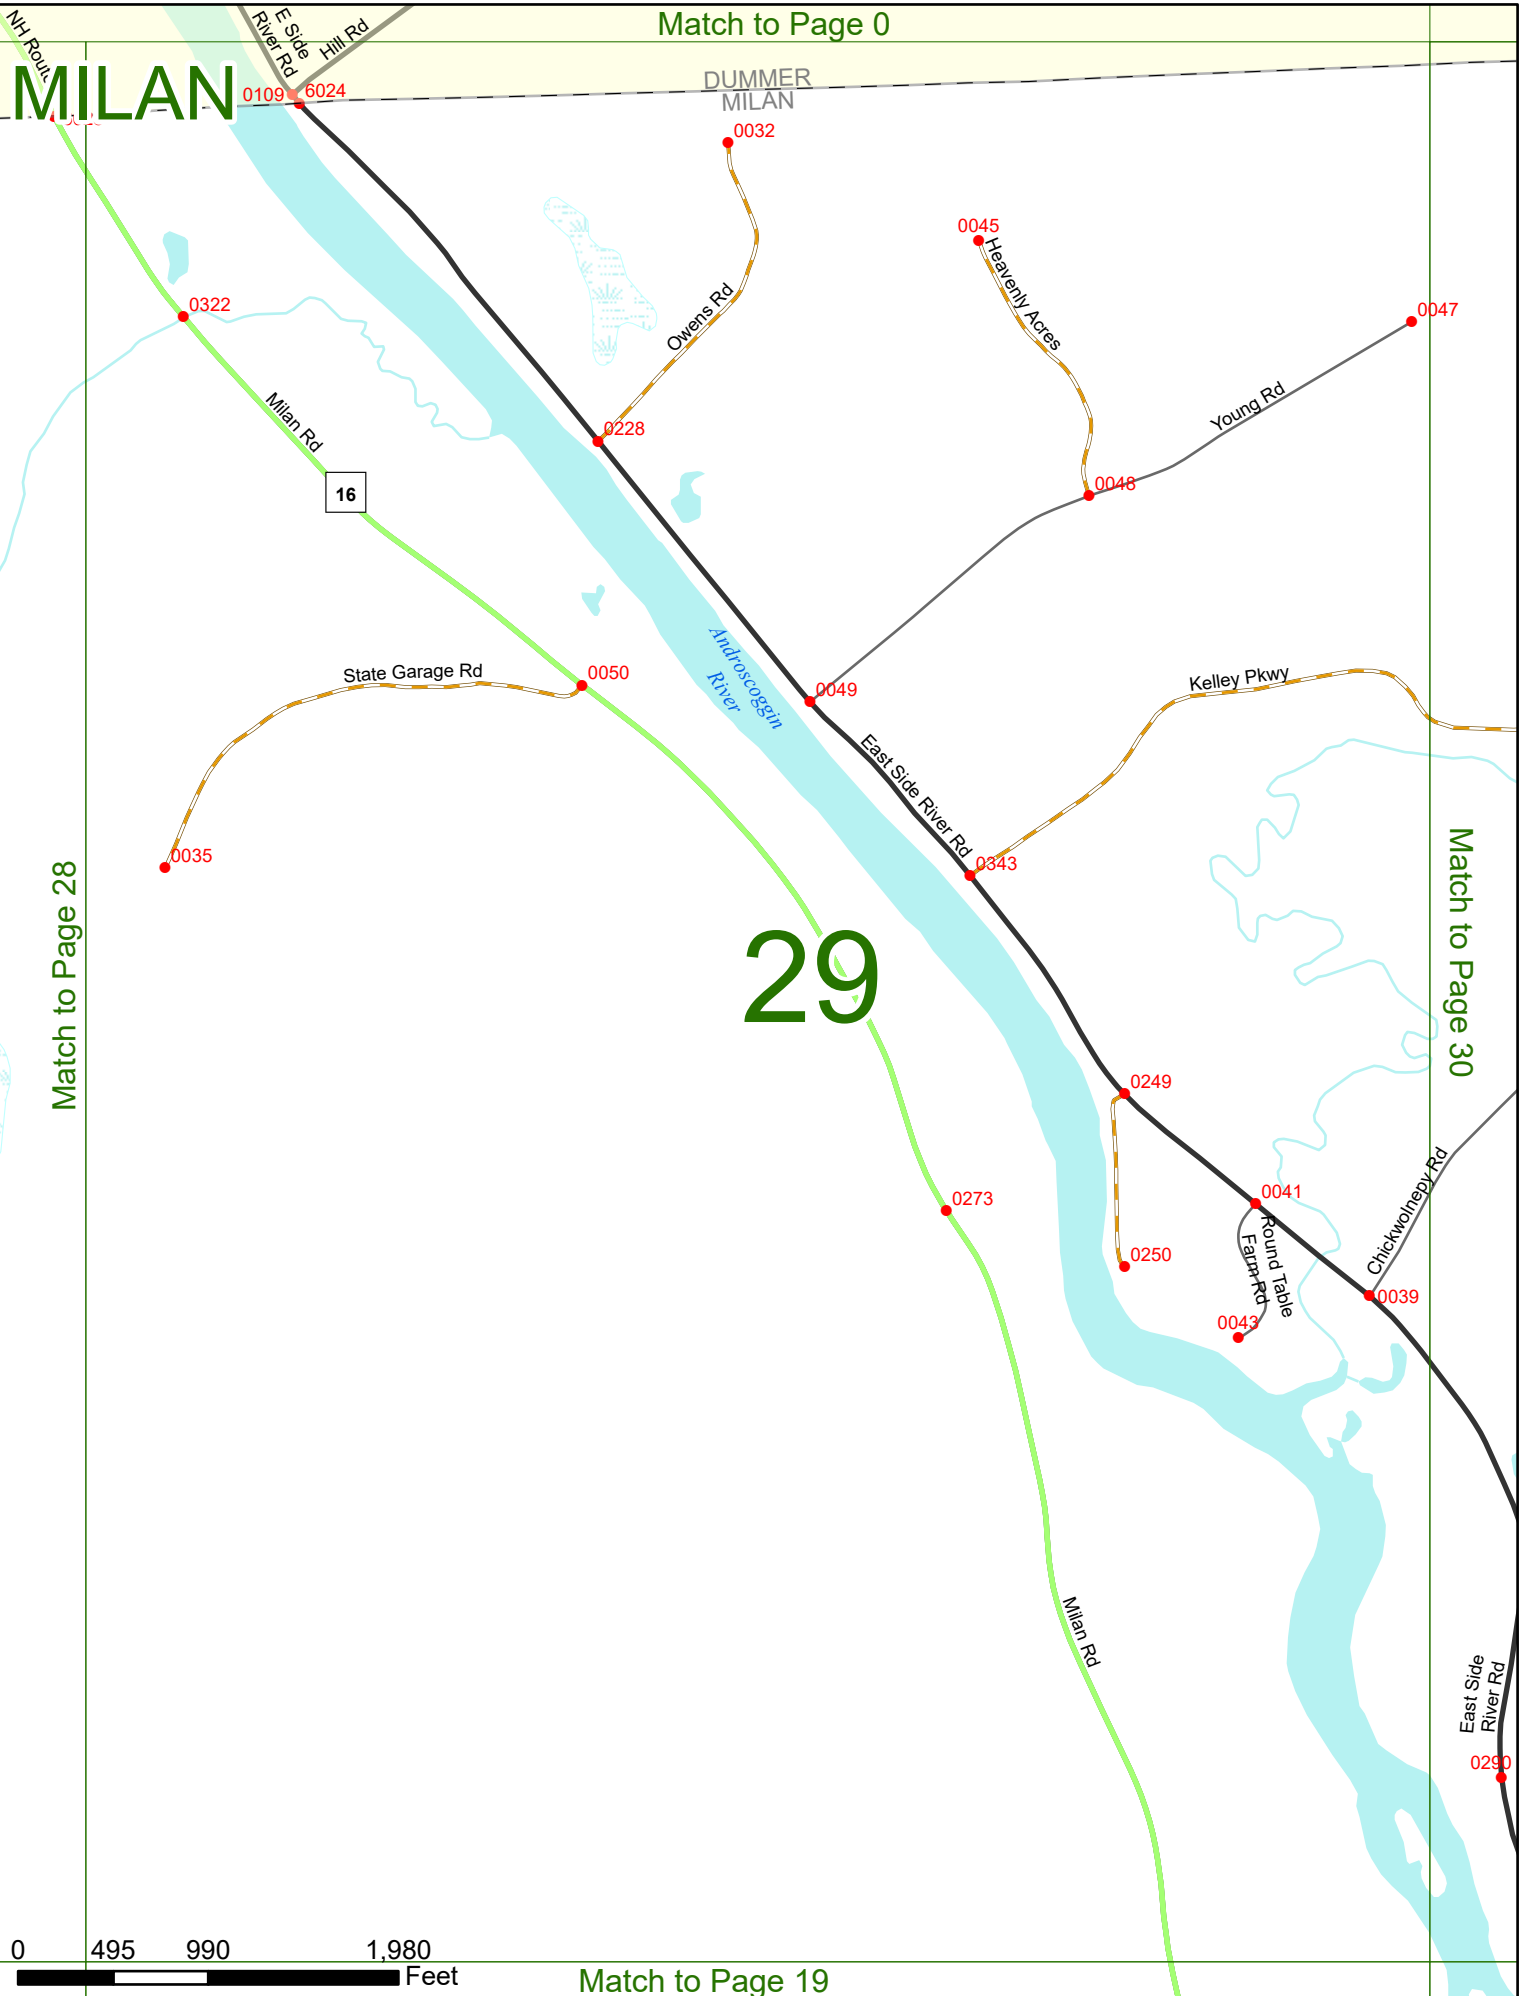 Match to Page 0
NH Route
E Side
River Rd
Hill Rd
MILAN
DUMMER
MILAN
0109
6024
0032
0045
Heavenly Acres
0047
0322
Owens Rd
Milan Rd
16
0228
Young Rd
0048
Androscoggin
River
State Garage Rd
0050
0049
Kelley Pkwy
East Side River Rd
0343
0035
Match to Page 28
29
Match to Page 30
0249
0273
0041
Round Table
Farm Rd
Chickwolnepy Rd
0250
0039
0043
Milan Rd
East Side
River Rd
0290
0 495 990 1,980
Feet
Match to Page 19